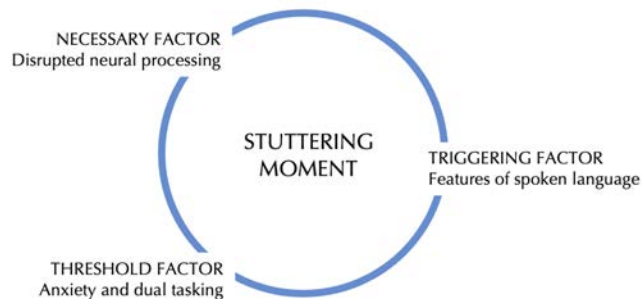 NECESSARY FACTOR
Disrupted neural processing
STUTTERING
MOMENT
TRIGGERING FACTOR
Features of spoken language
THRESHOLD FACTOR
Anxiety and dual tasking